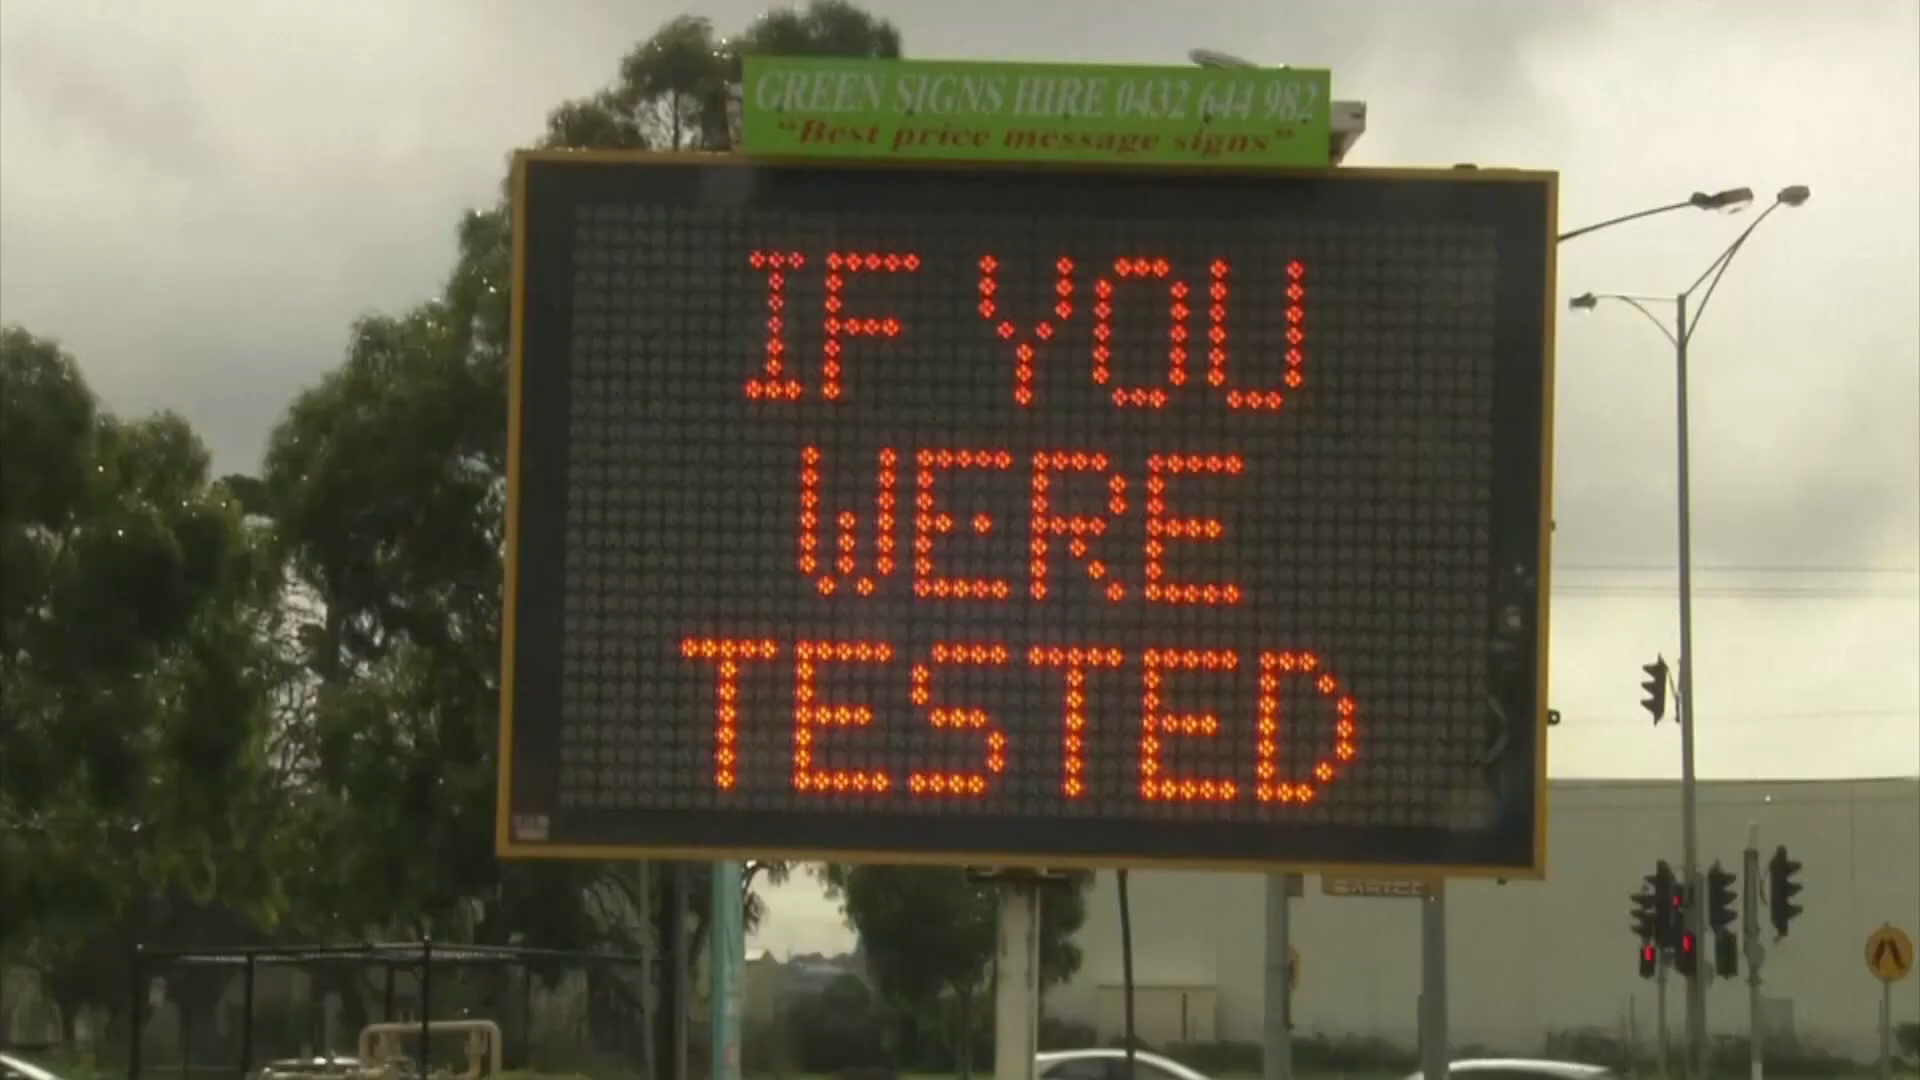 GREEN SIGNS HIRE 0432 644 982
"Best price message signs"
IF YOU
WERE
TESTED